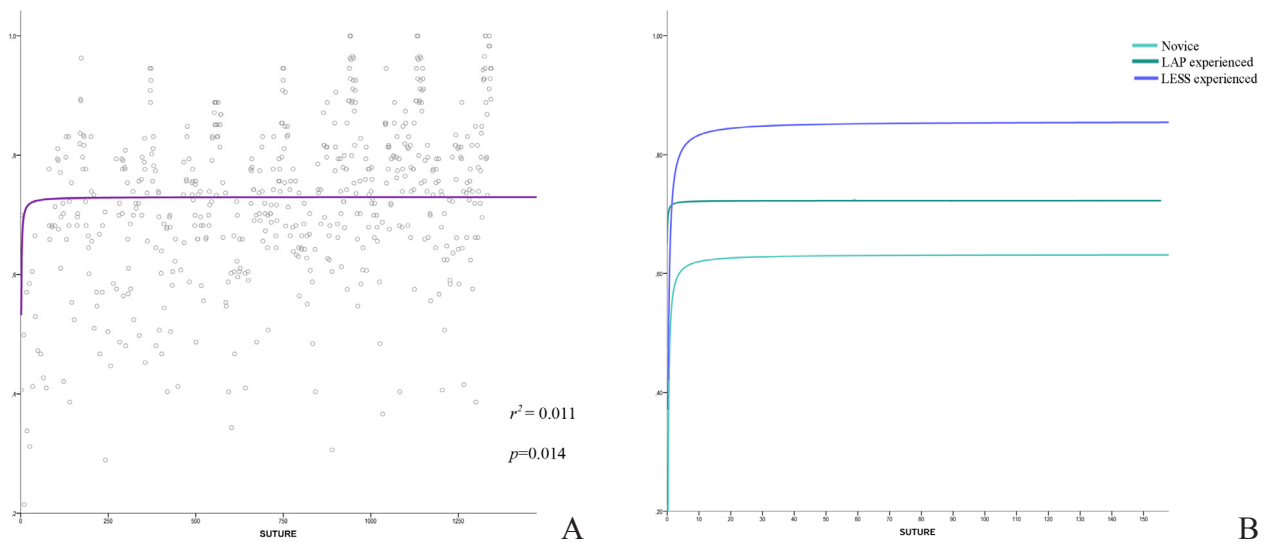 1.0
.8
.6
.4
.2
0 250 500 750 1000 1250
SUTURE
r² = 0.011
p=0.014
A
1.00
.80
.60
.40
.20
0 10 20 30 40 50 60 70 80 90 100 110 120 130 140 150
SUTURE
Novice
LAP experienced
LESS experienced
B